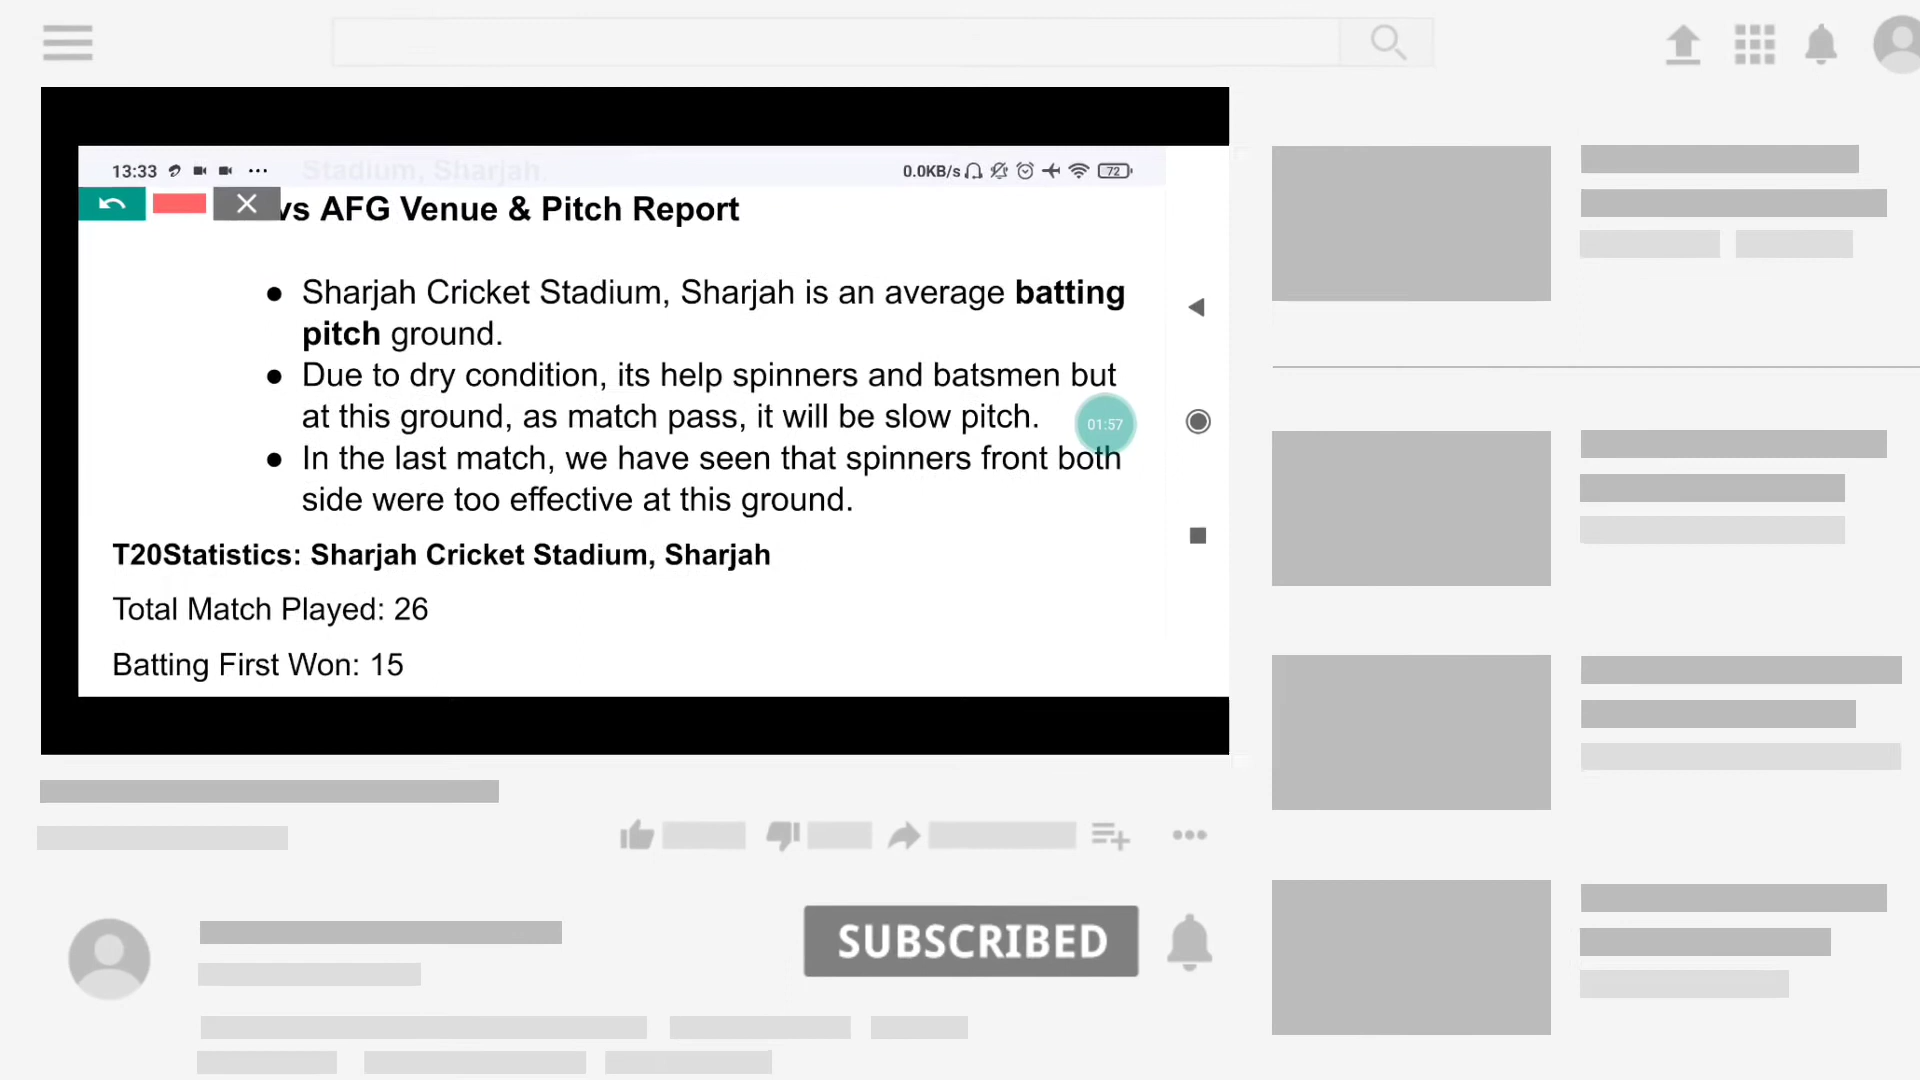 13:33
Stadium, Sharjah.
0.0KB/s
72
vs AFG Venue & Pitch Report
● Sharjah Cricket Stadium, Sharjah is an average batting
pitch ground.
● Due to dry condition, its help spinners and batsmen but
at this ground, as match pass, it will be slow pitch.
01:57
● In the last match, we have seen that spinners front both
side were too effective at this ground.
T20Statistics: Sharjah Cricket Stadium, Sharjah
Total Match Played: 26
Batting First Won: 15
SUBSCRIBED